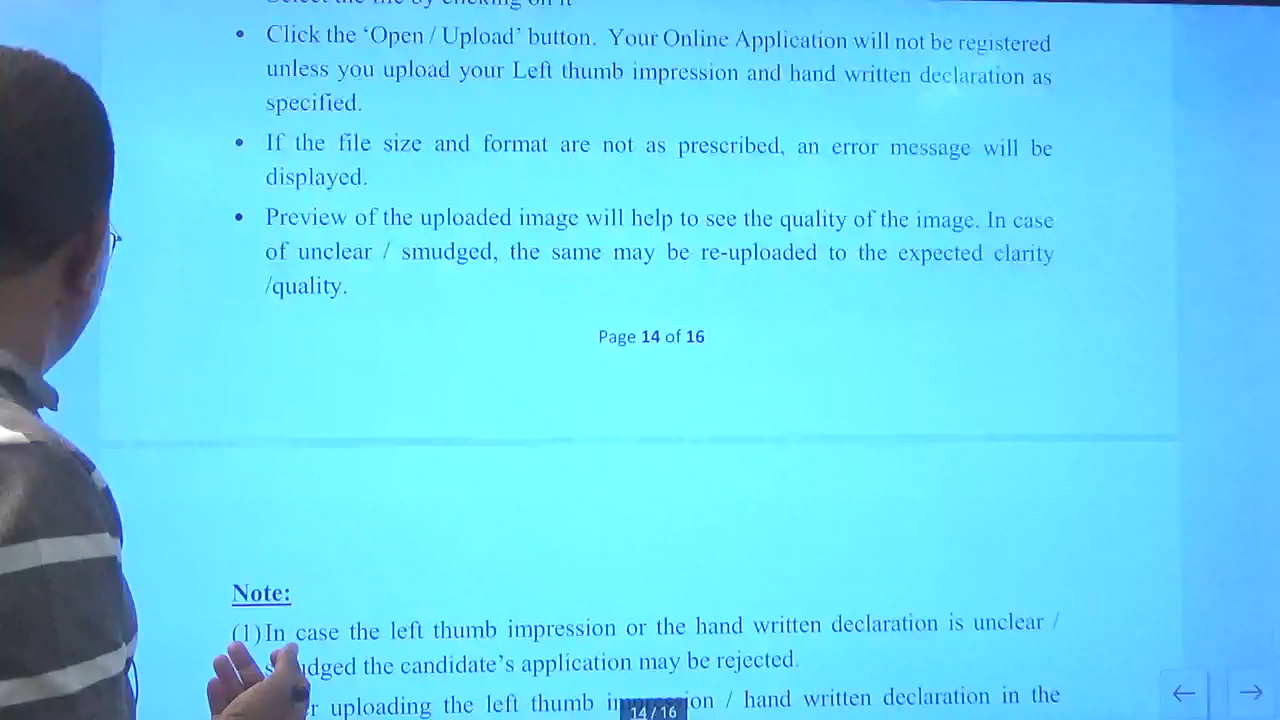 • Click the ‘Open / Upload’ button. Your Online Application will not be registered
unless you upload your Left thumb impression and hand written declaration as
specified.
• If the file size and format are not as prescribed, an error message will be
displayed.
• Preview of the uploaded image will help to see the quality of the image. In case
of unclear / smudged, the same may be re-uploaded to the expected clarity
/quality.
Page 14 of 16
Note:
(1)In case the left thumb impression or the hand written declaration is unclear /
the candidate’s application may be rejected.
uploading the left thumb / hand written declaration in the
14 / 16